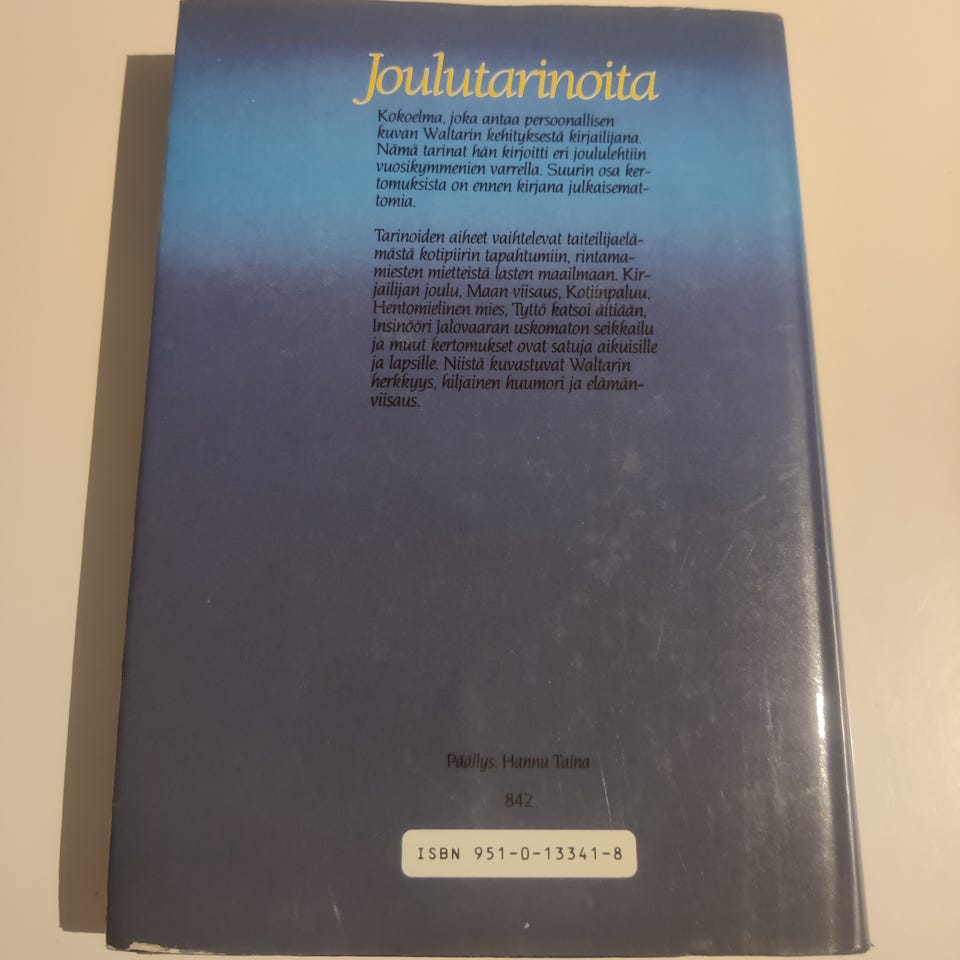 Joulutarinoita
Kokoelma, joka antaa persoonallisen
kuvan Waltarin kehityksestä kirjailijana.
Nämä tarinat hän kirjoitti eri joululehtiin
vuosikymmenien varrella. Suurin osa ker-
tomuksista on ennen kirjana julkaisemat-
tomia.
Tarinoiden aiheet vaihtelevat taiteilijaelä-
mästä kotipiirin tapahtumiin, rintama-
miesten mietteistä lasten maailmaan. Kir-
jailijan joulu, Maan viisaus, Kotiinpaluu,
Hentomielinen mies, Tyttö katsoi äitiään,
Insinööri Jalovaaran uskomaton seikkailu
ja muut kertomukset ovat satuja aikuisille
ja lapsille. Niistä kuvastuvat Waltarin
herkkyys, hiljainen huumori ja elämän-
viisaus.
Päällys: Hannu Taina
842
ISBN 951-0-13341-8